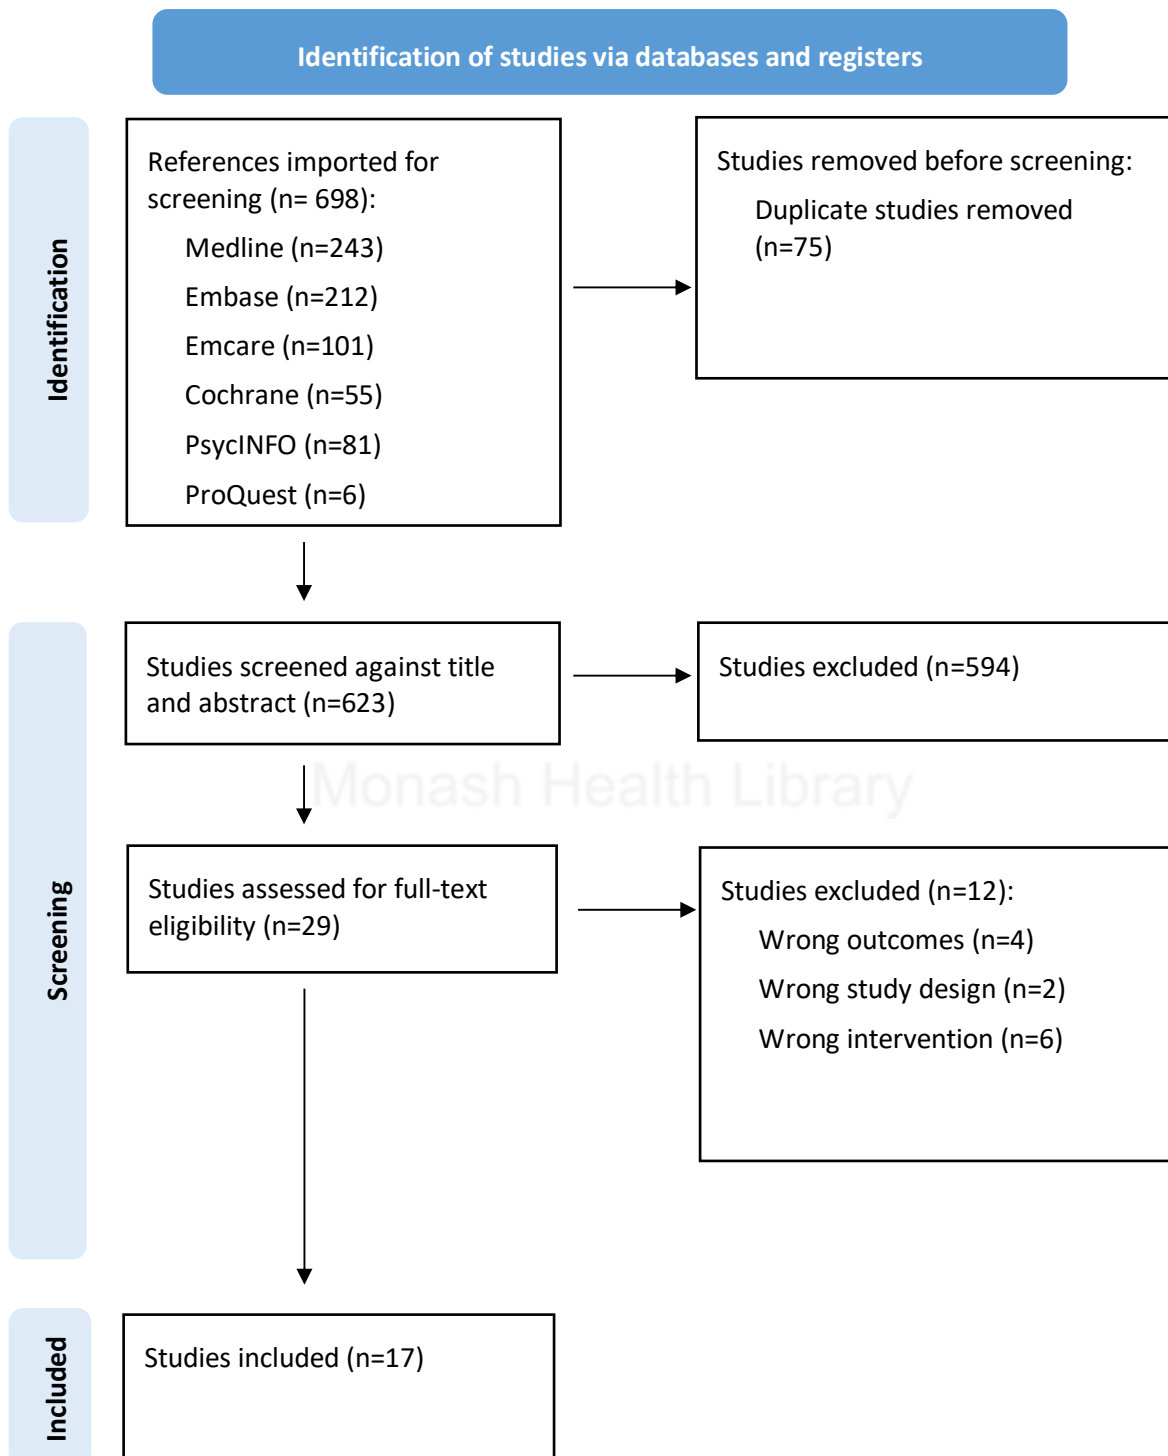 Identification of studies via databases and registers
Identification
References imported for
screening (n= 698):
Medline (n=243)
Embase (n=212)
Emcare (n=101)
Cochrane (n=55)
PsycINFO (n=81)
ProQuest (n=6)
Studies removed before screening:
Duplicate studies removed
(n=75)
Screening
Studies screened against title
and abstract (n=623)
Studies excluded (n=594)
Monash Health Library
Studies assessed for full-text
eligibility (n=29)
Studies excluded (n=12):
Wrong outcomes (n=4)
Wrong study design (n=2)
Wrong intervention (n=6)
Included
Studies included (n=17)